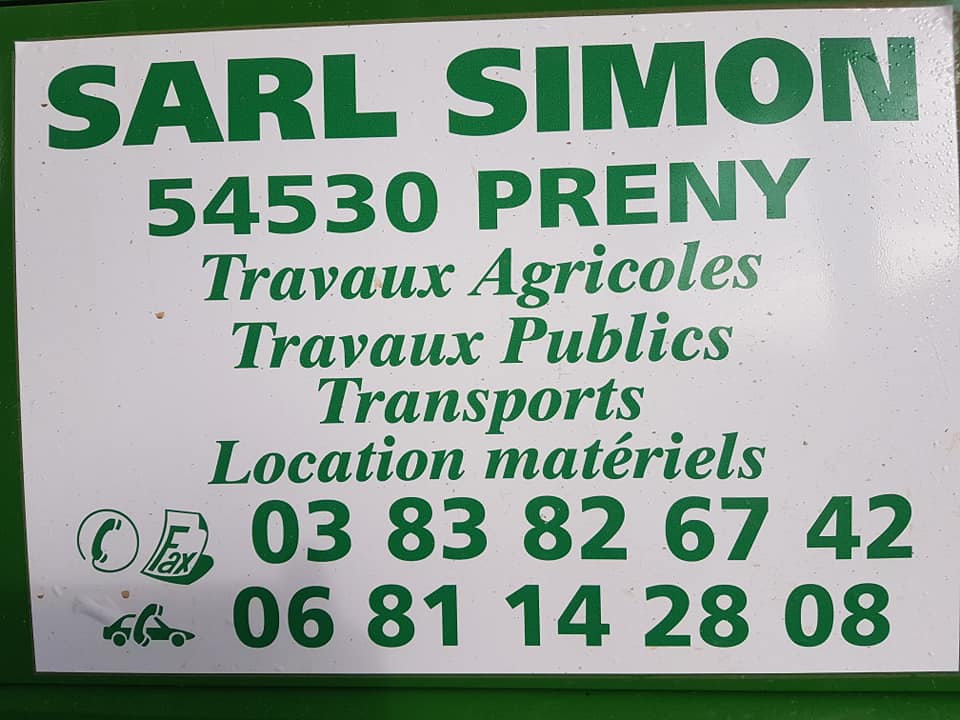 SARL SIMON
54530 PRENY
Travaux Agricoles
Travaux Publics
Transports
Location matériels
Fax 03 83 82 67 42
06 81 14 28 08